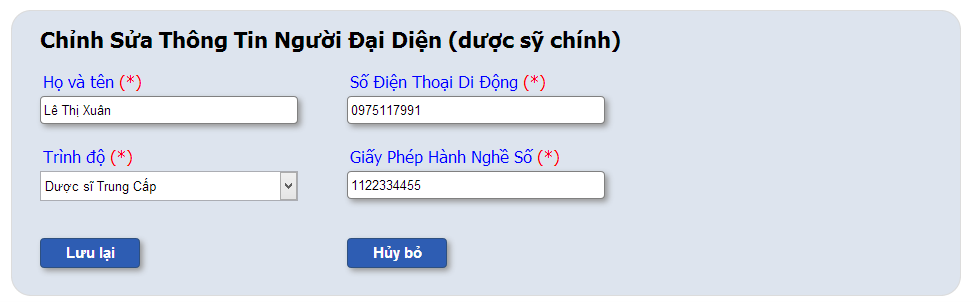 Chỉnh Sửa Thông Tin Người Đại Diện (dược sỹ chính)
Họ và tên (*) Số Điện Thoại Di Động (*)
Lê Thị Xuân 0975117991
Trình độ (*) Giấy Phép Hành Nghề Số (*)
Dược sĩ Trung Cấp 1122334455
Lưu lại Hủy bỏ